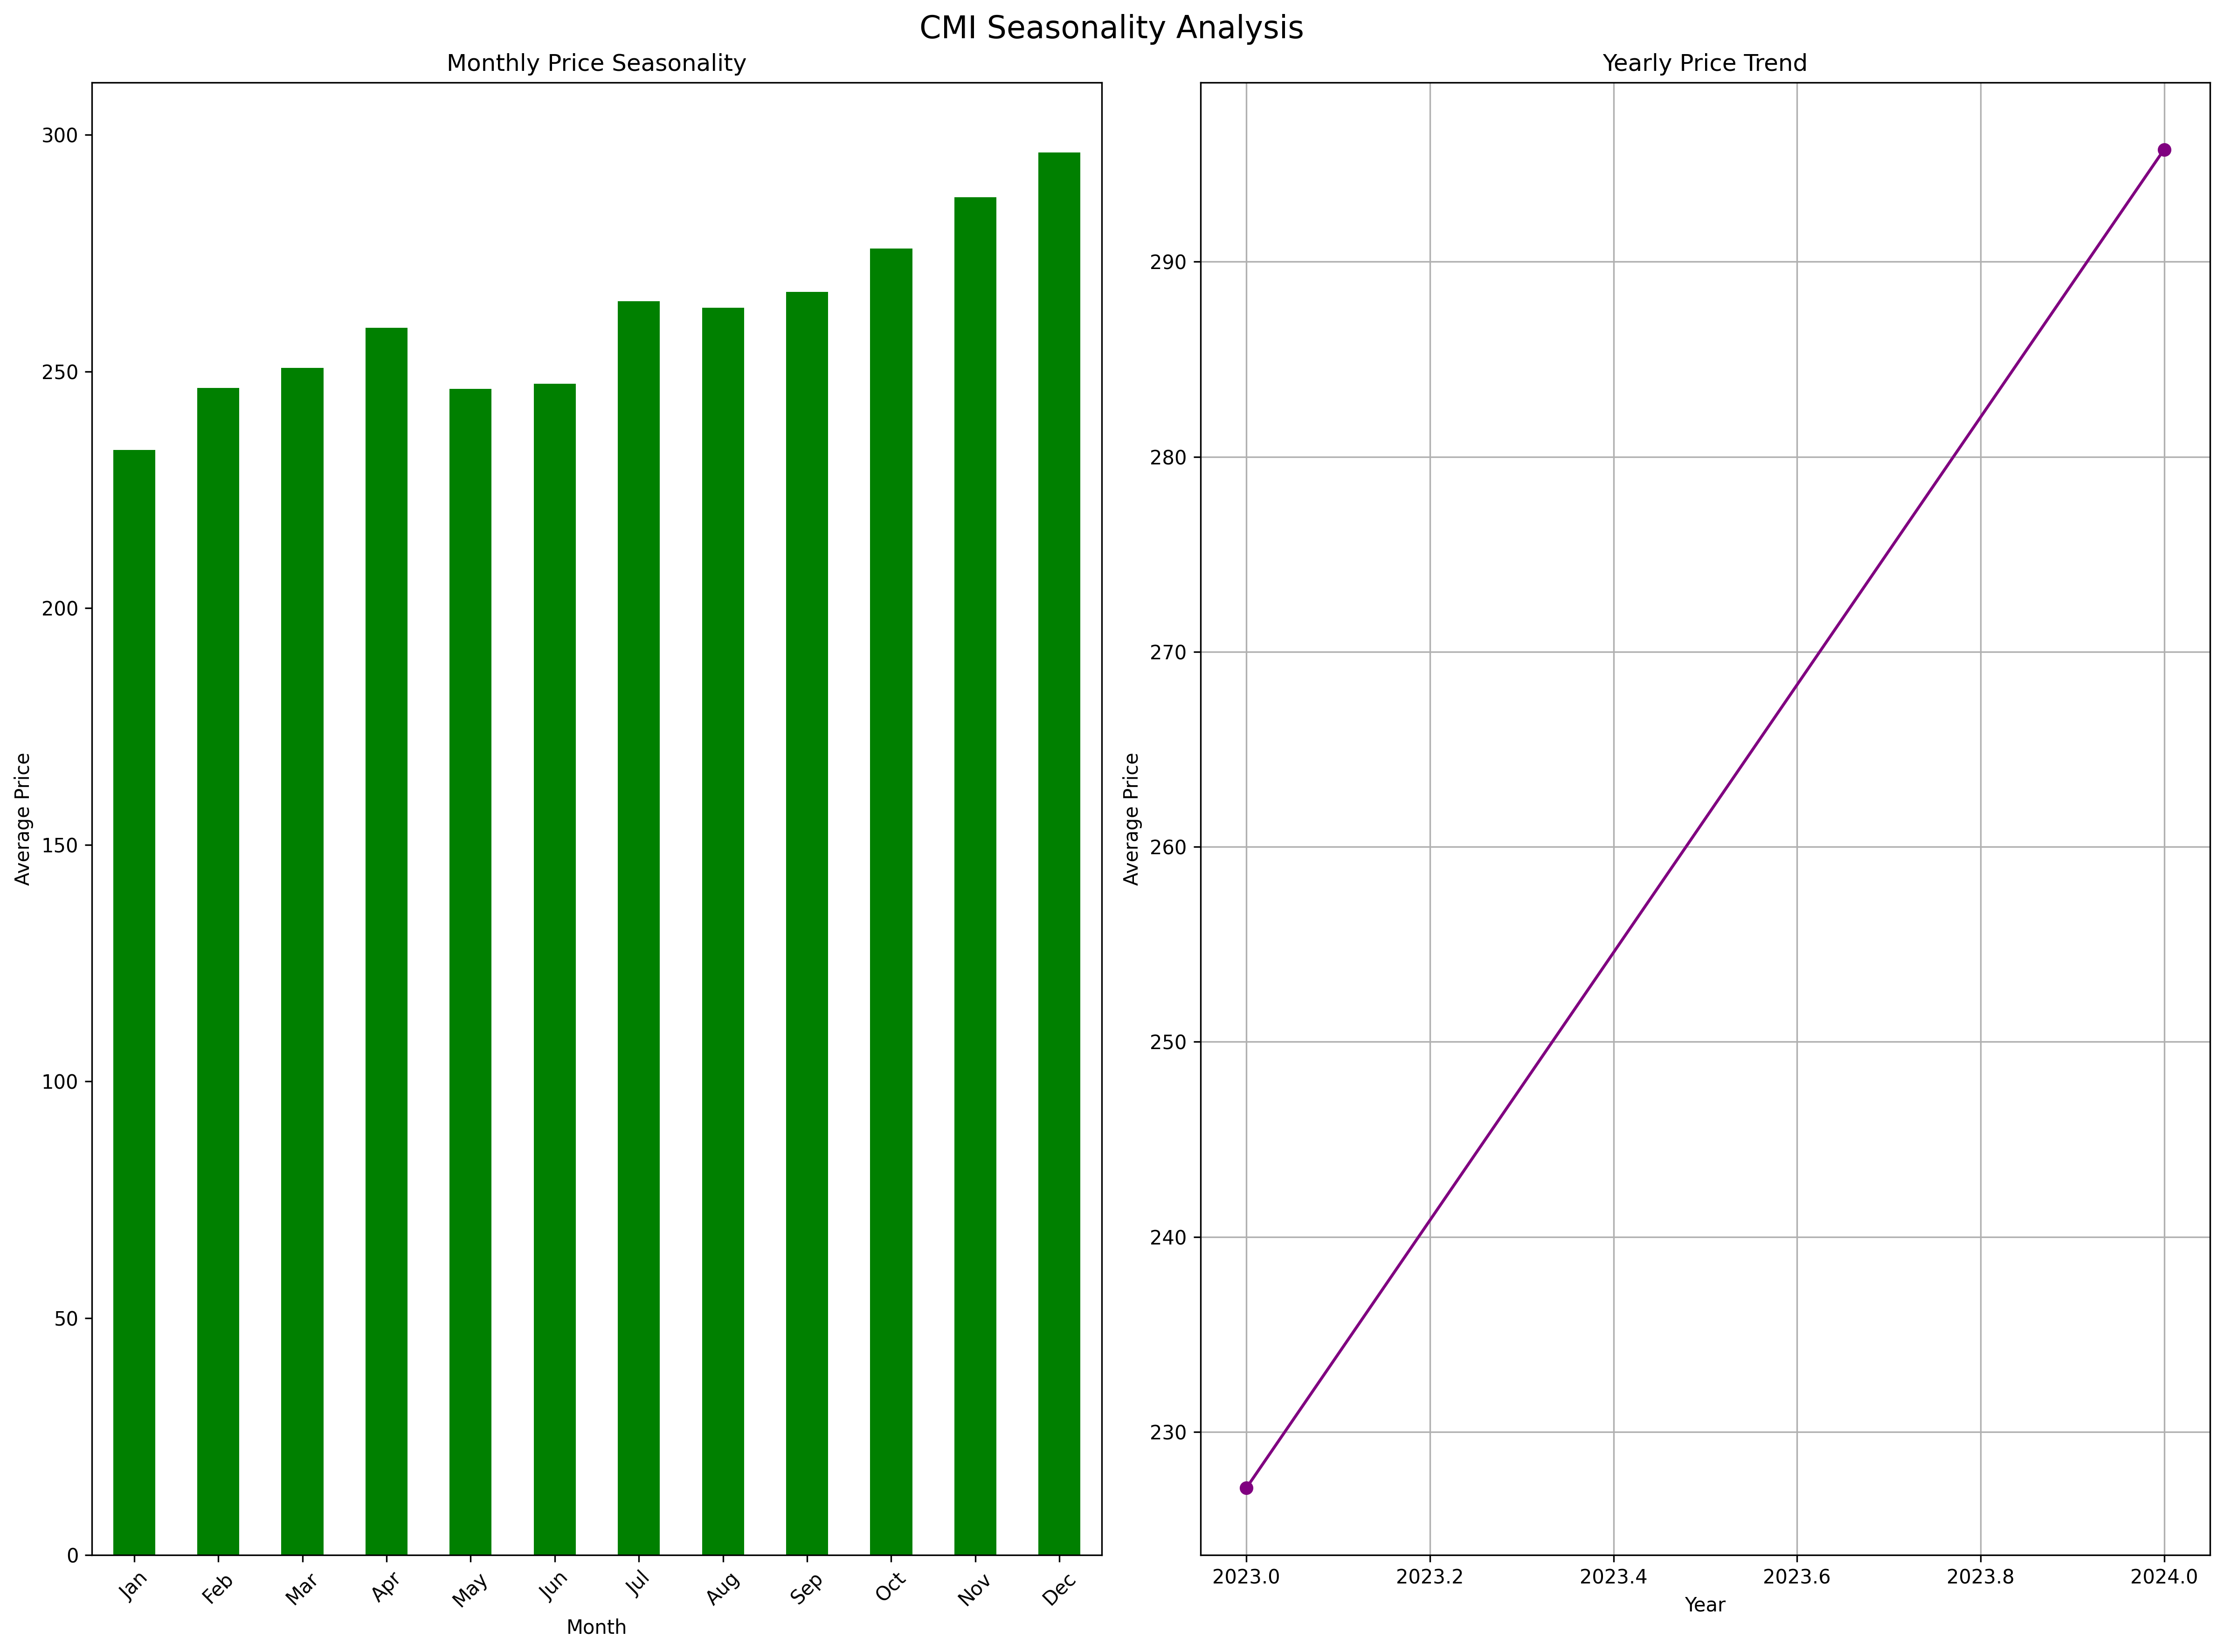 CMI Seasonality Analysis
Monthly Price Seasonality
300
250
200
150
100
50
0
Average Price
Jan Feb Mar Apr May Jun Jul Aug Sep Oct Nov Dec
Month
Yearly Price Trend
290
280
270
260
250
240
230
Average Price
2023.0 2023.2 2023.4 2023.6 2023.8 2024.0
Year